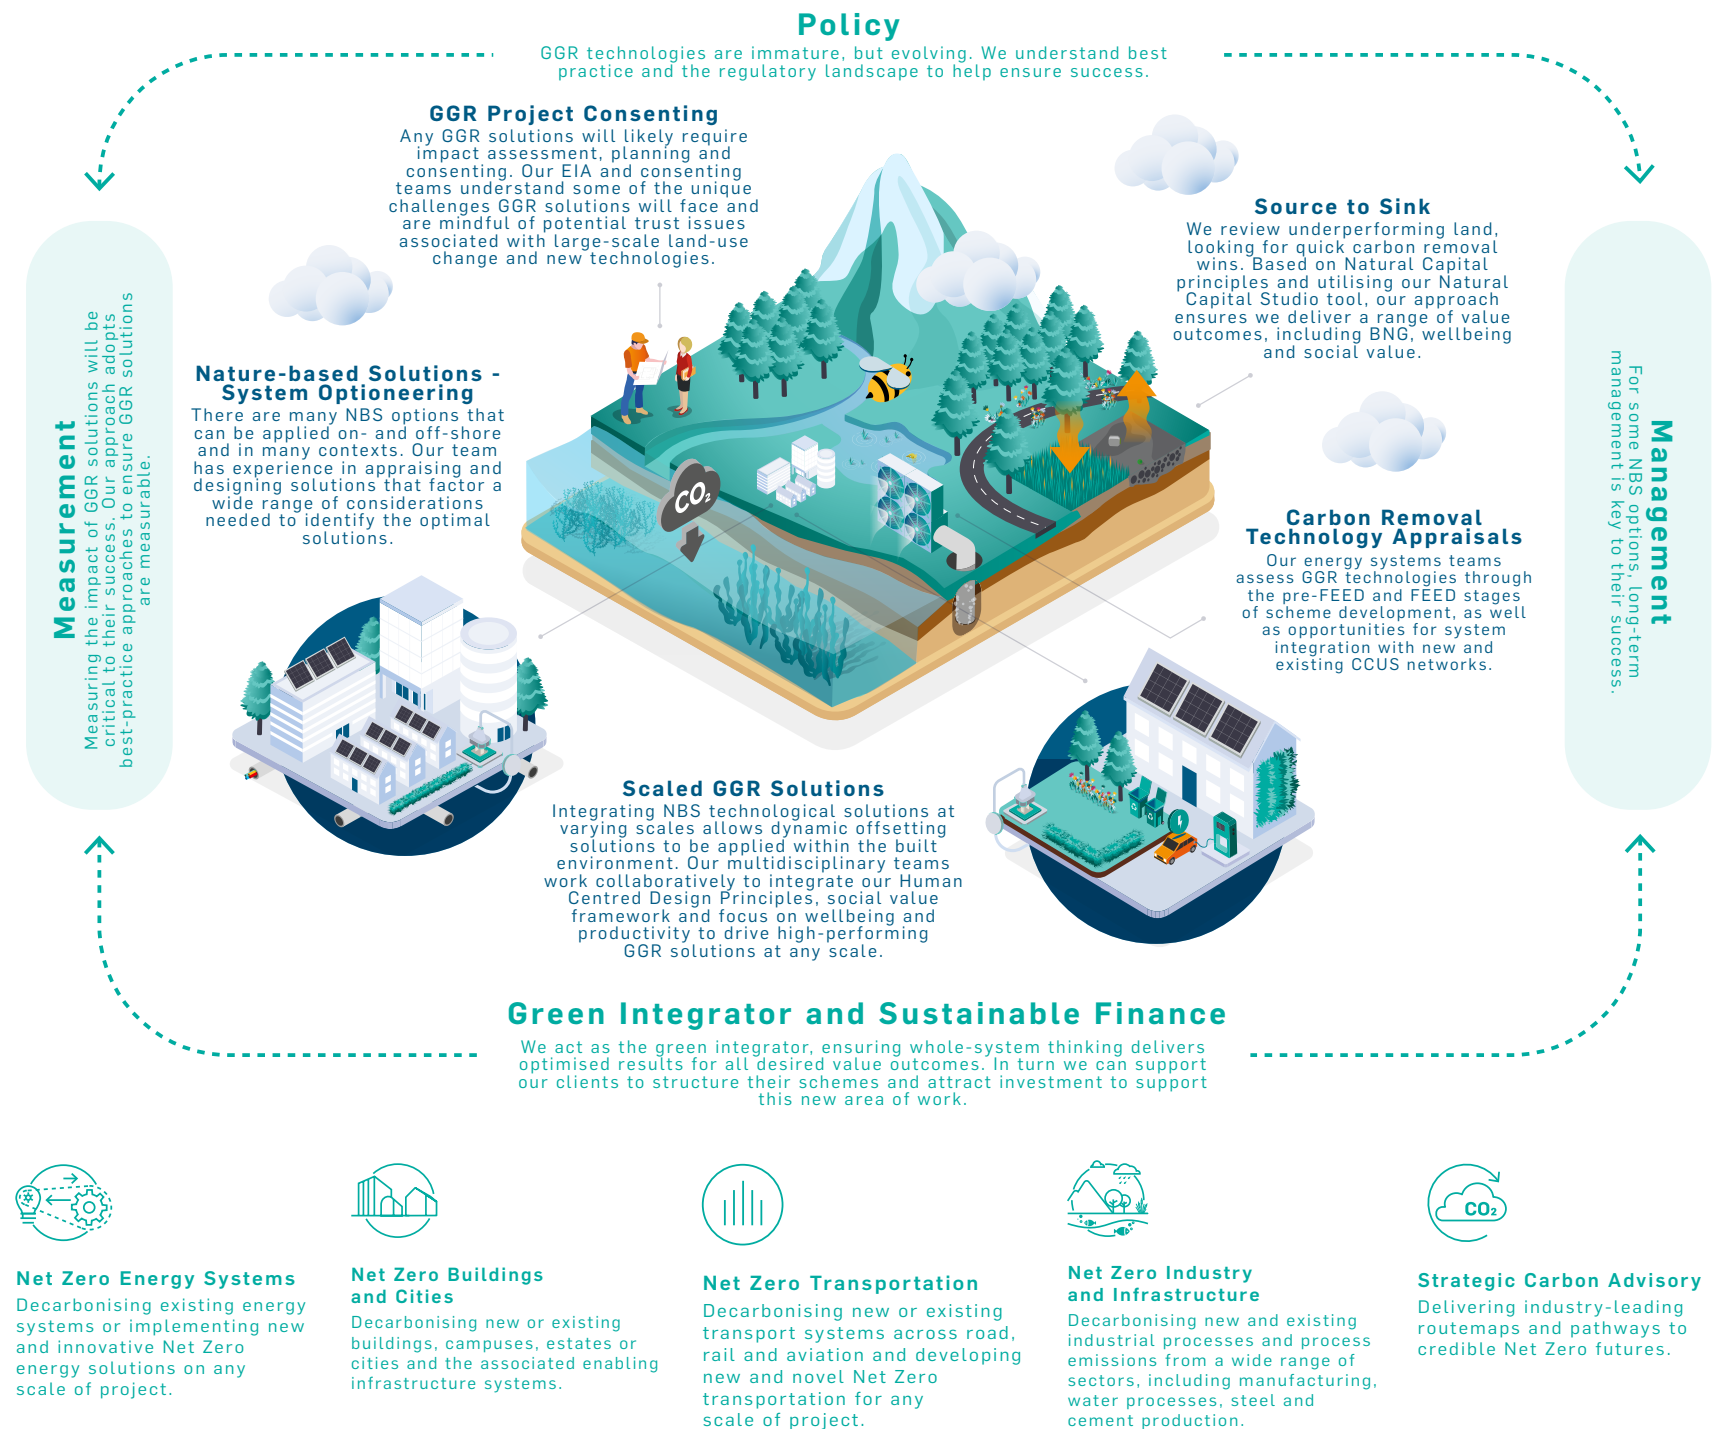 Policy
GGR technologies are immature, but evolving. We understand best
practice and the regulatory landscape to help ensure success.
GGR Project Consenting
Any GGR solutions will likely require
impact assessment, planning and
consenting. Our EIA and consenting
teams understand some of the unique
challenges GGR solutions will face and
are mindful of potential trust issues
associated with large-scale land-use
change and new technologies.
Source to Sink
We review underperforming land,
looking for quick carbon removal
wins. Based on Natural Capital
principles and utilising our Natural
Capital Studio tool, our approach
ensures we deliver a range of value
outcomes, including BNG, wellbeing
and social value.
Measurement
Measuring the impact of GGR solutions will be
critical to their success. Our approach adopts
best-practice approaches to ensure GGR solutions
are measurable.
Nature-based Solutions -
System Optioneering
There are many NBS options that
can be applied on- and off-shore
and in many contexts. Our team
has experience in appraising and
designing solutions that factor a
wide range of considerations
needed to identify the optimal
solutions.
CO2
Management
For some NBS options, long-term
management is key to their success.
Carbon Removal
Technology Appraisals
Our energy systems teams
assess GGR technologies through
the pre-FEED and FEED stages
of scheme development, as well
as opportunities for system
integration with new and
existing CCUS networks.
Scaled GGR Solutions
Integrating NBS technological solutions at
varying scales allows dynamic offsetting
solutions to be applied within the built
environment. Our multidisciplinary teams
work collaboratively to integrate our Human
Centred Design Principles, social value
framework and focus on wellbeing and
productivity to drive high-performing
GGR solutions at any scale.
Green Integrator and Sustainable Finance
We act as the green integrator, ensuring whole-system thinking delivers
optimised results for all desired value outcomes. In turn we can support
our clients to structure their schemes and attract investment to support
this new area of work.
Net Zero Energy Systems
Decarbonising existing energy
systems or implementing new
and innovative Net Zero
energy solutions on any
scale of project.
Net Zero Buildings
and Cities
Decarbonising new or existing
buildings, campuses, estates or
cities and the associated enabling
infrastructure systems.
Net Zero Transportation
Decarbonising new or existing
transport systems across road,
rail and aviation and developing
new and novel Net Zero
transportation for any
scale of project.
Net Zero Industry
and Infrastructure
Decarbonising new and existing
industrial processes and process
emissions from a wide range of
sectors, including manufacturing,
water processes, steel and
cement production.
CO2
Strategic Carbon Advisory
Delivering industry-leading
routemaps and pathways to
credible Net Zero futures.